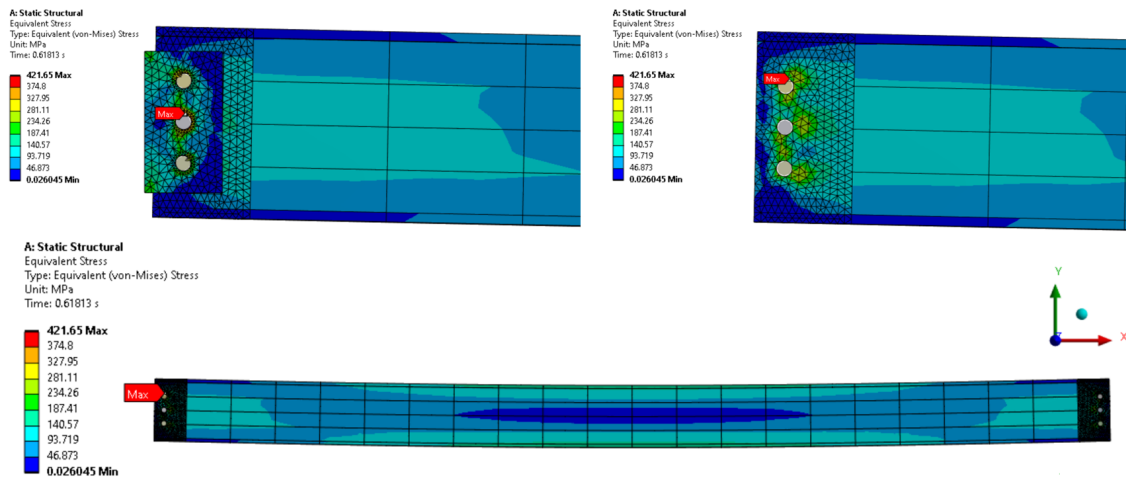 A: Static Structural
Equivalent Stress
Type: Equivalent (von-Mises) Stress
Unit: MPa
Time: 0.61813 s
421.65 Max
374.8
327.95
281.11
234.26
187.41
140.57
93.719
46.873
0.026045 Min
Max
A: Static Structural
Equivalent Stress
Type: Equivalent (von-Mises) Stress
Unit: MPa
Time: 0.61813 s
421.65 Max
374.8
327.95
281.11
234.26
187.41
140.57
93.719
46.873
0.026045 Min
Max
A: Static Structural
Equivalent Stress
Type: Equivalent (von-Mises) Stress
Unit: MPa
Time: 0.61813 s
421.65 Max
374.8
327.95
281.11
234.26
187.41
140.57
93.719
46.873
0.026045 Min
Max
Y
Z
X